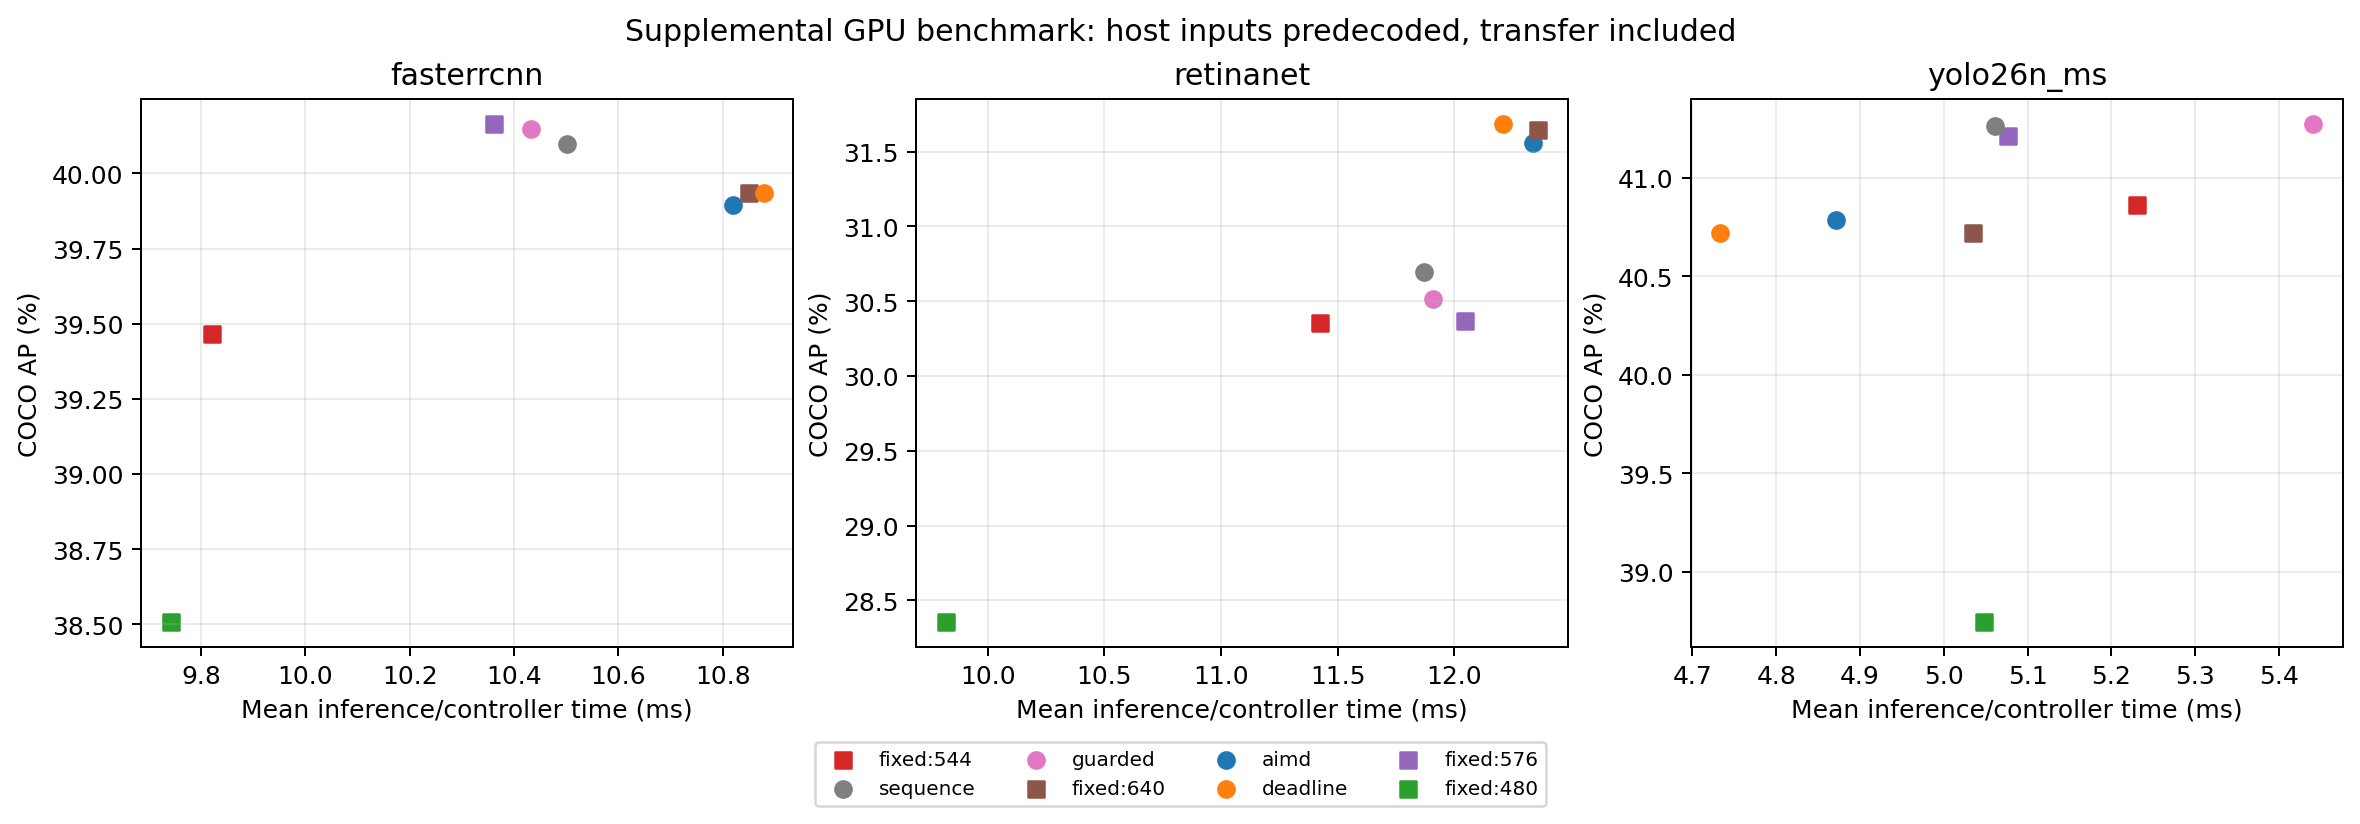 Supplemental GPU benchmark: host inputs predecoded, transfer included
fasterrcnn
COCO AP (%)
40.00
39.75
39.50
39.25
39.00
38.75
38.50
9.8 10.0 10.2 10.4 10.6 10.8
Mean inference/controller time (ms)
retinanet
COCO AP (%)
31.5
31.0
30.5
30.0
29.5
29.0
28.5
10.0 10.5 11.0 11.5 12.0
Mean inference/controller time (ms)
yolo26n_ms
COCO AP (%)
41.0
40.5
40.0
39.5
39.0
4.7 4.8 4.9 5.0 5.1 5.2 5.3 5.4
Mean inference/controller time (ms)
fixed:544 guarded aimd fixed:576
sequence fixed:640 deadline fixed:480